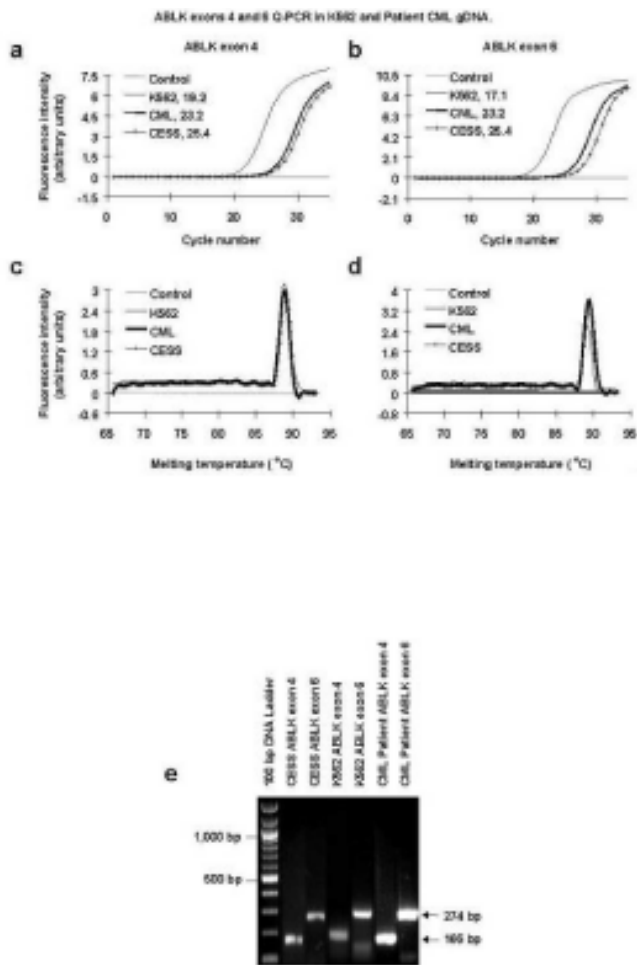 ABLK exons 4 and 6 Q-PCR in K562 and Patient CML gDNA.
a
ABLK exon 4
Fluorescence intensity
(arbitrary units)
7.5
6
4.5
3
1.5
0
-1.5
Control
K562, 19.2
CML, 23.2
CESS, 25.4
0
10
20
30
Cycle number
b
ABLK exon 6
10.5
8.4
6.3
4.2
2.1
0
-2.1
Control
K562, 17.1
CML, 23.2
CESS, 25.4
0
10
20
30
Cycle number
c
Fluorescence intensity
(arbitrary units)
3
2.4
1.8
1.2
0.6
0
-0.6
Control
K562
CML
CESS
65
70
75
80
85
90
95
Melting temperature (°C)
d
4
3.2
2.4
1.6
0.8
0
-0.8
Control
K562
CML
CESS
65
70
75
80
85
90
95
Melting temperature (°C)
e
100 bp DNA Ladder
CESS ABLK exon 4
CESS ABLK exon 6
K562 ABLK exon 4
K562 ABLK exon 6
CML Patient ABLK exon 4
CML Patient ABLK exon 6
1,000 bp
500 bp
274 bp
165 bp